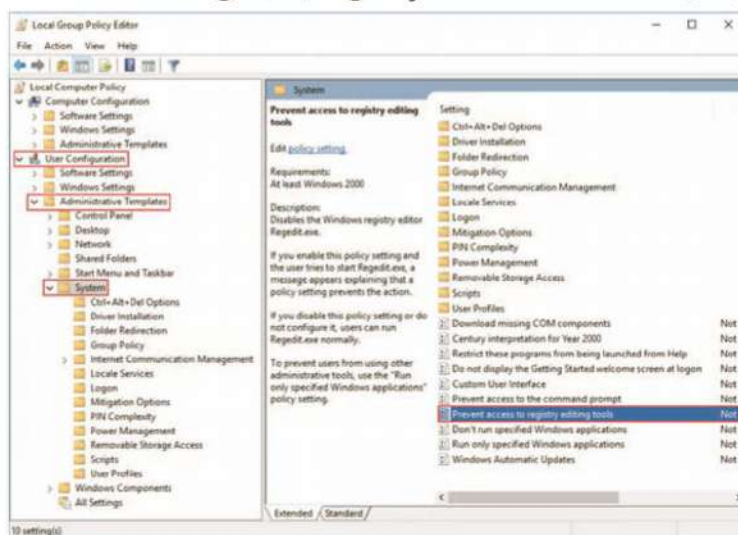 Local Group Policy Editor
File Action View Help
Local Computer Policy
Computer Configuration
Software Settings
Windows Settings
Administrative Templates
User Configuration
Software Settings
Windows Settings
Administrative Templates
Control Panel
Desktop
Network
Shared Folders
Start Menu and Taskbar
System
Ctrl+Alt+Del Options
Driver Installation
Folder Redirection
Group Policy
Internet Communication Management
Locale Services
Logon
Mitigation Options
PIN Complexity
Power Management
Removable Storage Access
Scripts
User Profiles
Windows Components
All Settings
System
Prevent access to registry editing
tools
Edit policy setting
Requirements:
At least Windows 2000
Description:
Disables the Windows registry editor
Regedit.exe.
If you enable this policy setting and
the user tries to start Regedit.exe, a
message appears explaining that a
policy setting prevents the action.
If you disable this policy setting or do
not configure it, users can run
Regedit.exe normally.
To prevent users from using other
administrative tools, use the "Run
only specified Windows applications"
policy setting.
Setting
Ctrl+Alt+Del Options
Driver Installation
Folder Redirection
Group Policy
Internet Communication Management
Locale Services
Logon
Mitigation Options
PIN Complexity
Power Management
Removable Storage Access
Scripts
User Profiles
Download missing COM components Not
Century interpretation for Year 2000 Not
Restrict these programs from being launched from Help Not
Do not display the Getting Started welcome screen at logon Not
Custom User Interface Not
Prevent access to the command prompt Not
Prevent access to registry editing tools Not
Don't run specified Windows applications Not
Run only specified Windows applications Not
Windows Automatic Updates Not
Extended Standard
10 setting(s)